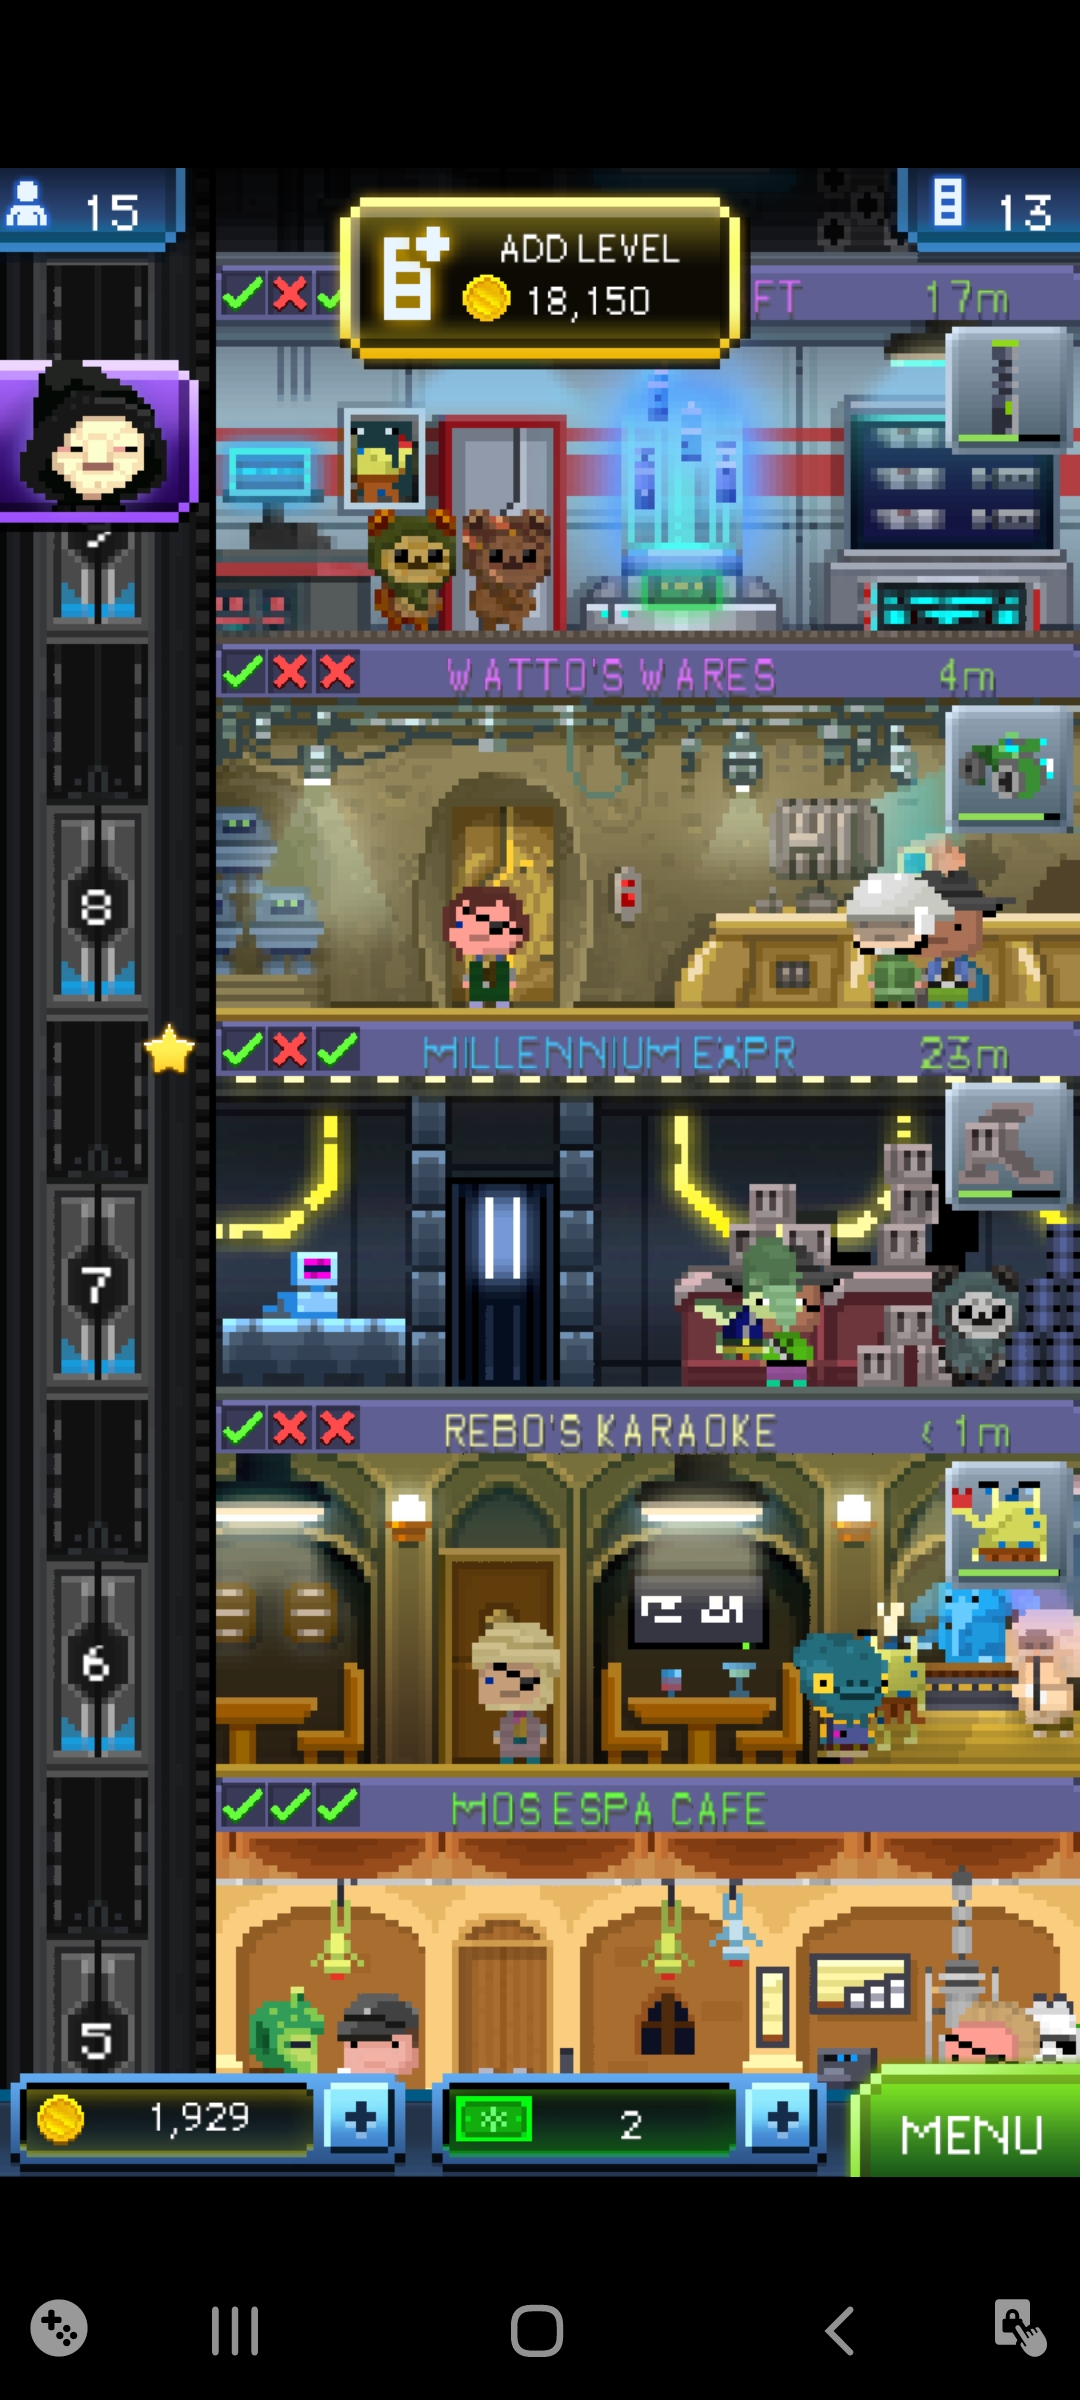 15
13
ADD LEVEL
18,150
FT 17m
WATTO'S WARES 4m
8
MILLENNIUM EXPR 23m
7
REBO'S KARAOKE < 1m
6
MOS ESPA CAFE
5
1,929
2
MENU